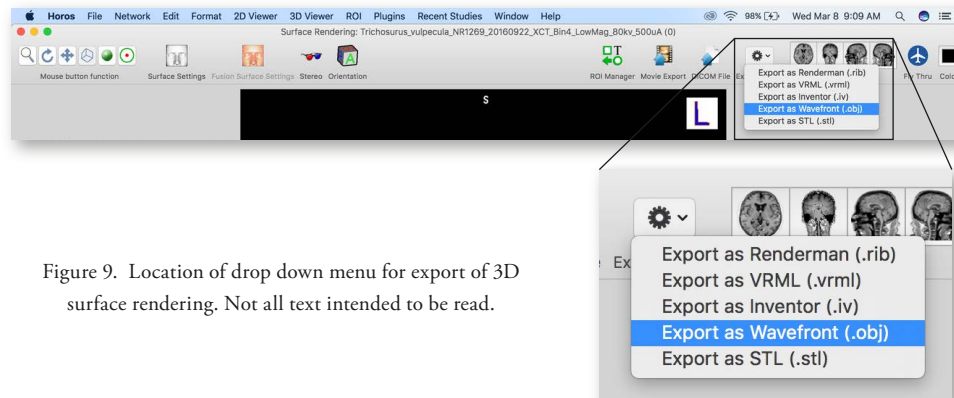 Horos File Network Edit Format 2D Viewer 3D Viewer ROI Plugins Recent Studies Window Help 98% Wed Mar 8 9:09 AM
Surface Rendering: Trichosurus_vulpecula_NR1269_20160922_XCT_Bin4_LowMag_80kv_500uA (0)
Mouse button function Surface Settings Fusion Surface Settings Stereo Orientation ROI Manager Movie Export DICOM File Ex Fly Thru Colo
Export as Renderman (.rib)
Export as VRML (.vrml)
Export as Inventor (.iv)
Export as Wavefront (.obj)
Export as STL (.stl)
S
L
Ex
Export as Renderman (.rib)
Export as VRML (.vrml)
Export as Inventor (.iv)
Export as Wavefront (.obj)
Export as STL (.stl)
Figure 9. Location of drop down menu for export of 3D
surface rendering. Not all text intended to be read.